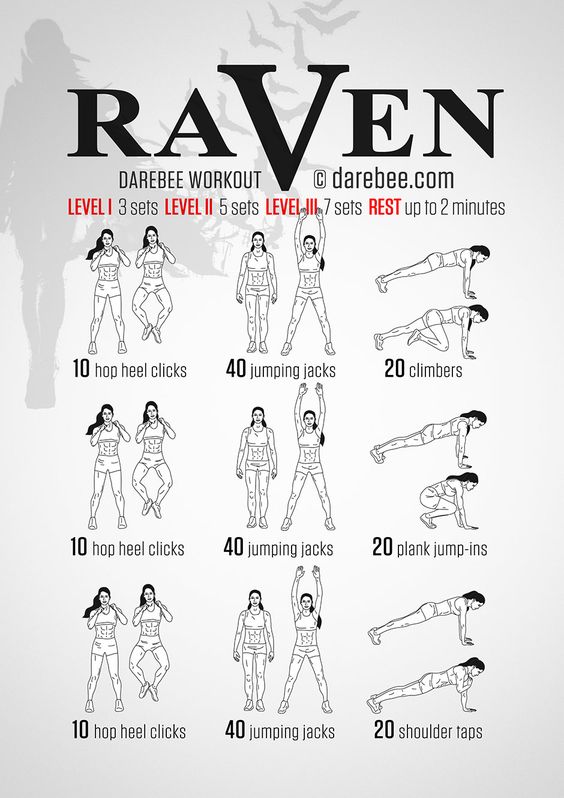 RAVEN
DAREBEE WORKOUT © darebee.com
LEVEL I 3 sets LEVEL II 5 sets LEVEL III 7 sets REST up to 2 minutes
10 hop heel clicks 40 jumping jacks 20 climbers
10 hop heel clicks 40 jumping jacks 20 plank jump-ins
10 hop heel clicks 40 jumping jacks 20 shoulder taps